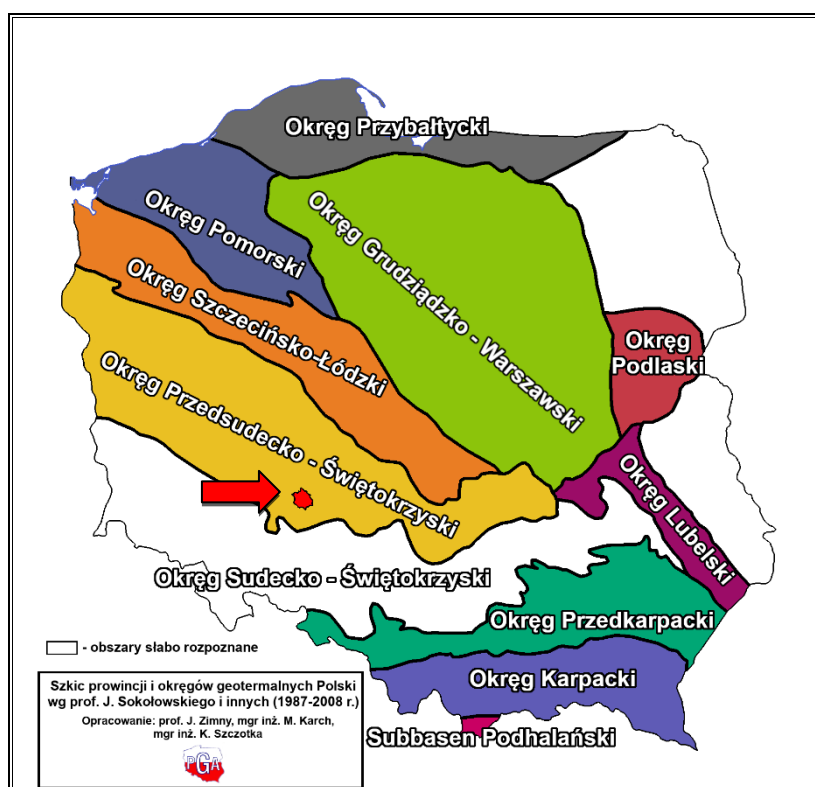 Okręg Przybałtycki
Okręg Pomorski
Okręg Grudziądzko - Warszawski
Okręg Szczecińsko-Łódzki
Okręg
Podlaski
Okręg Przedsudecko - Świętokrzyski
Okręg Lubelski
Okręg Sudecko - Świętokrzyski
Okręg Przedkarpacki
- obszary słabo rozpoznane
Okręg Karpacki
Subbasen Podhalański
Szkic prowincji i okręgów geotermalnych Polski
wg prof. J. Sokołowskiego i innych (1987-2008 r.)
Opracowanie: prof. J. Zimny, mgr inż. M. Karch,
mgr inż. K. Szczotka
PGA